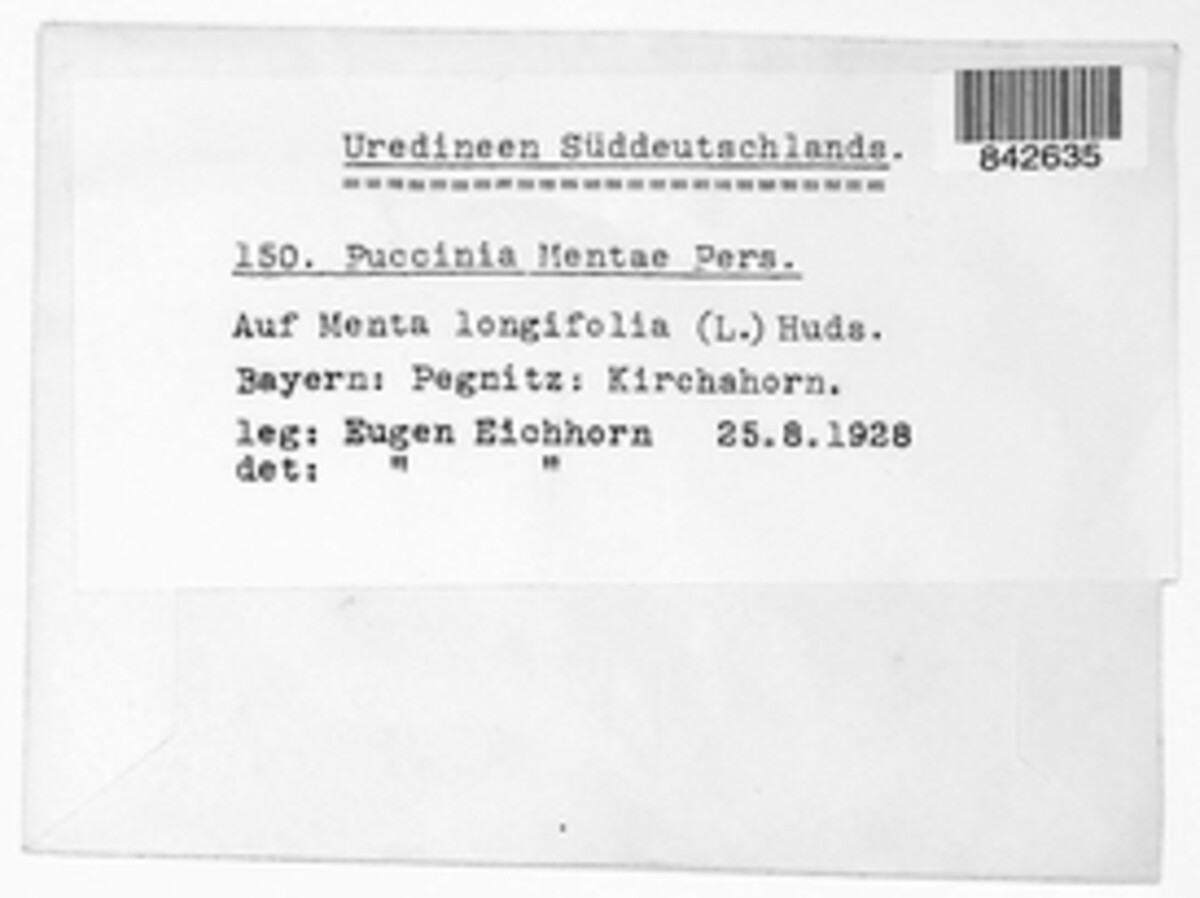 842635
Uredineen Süddeutschlands.
150. Puccinia Mentae Pers.
Auf Menta longifolia (L.) Huds.
Bayern: Pegnitz: Kirchahorn.
leg: Eugen Eichhorn 25.8.1928
det: " "